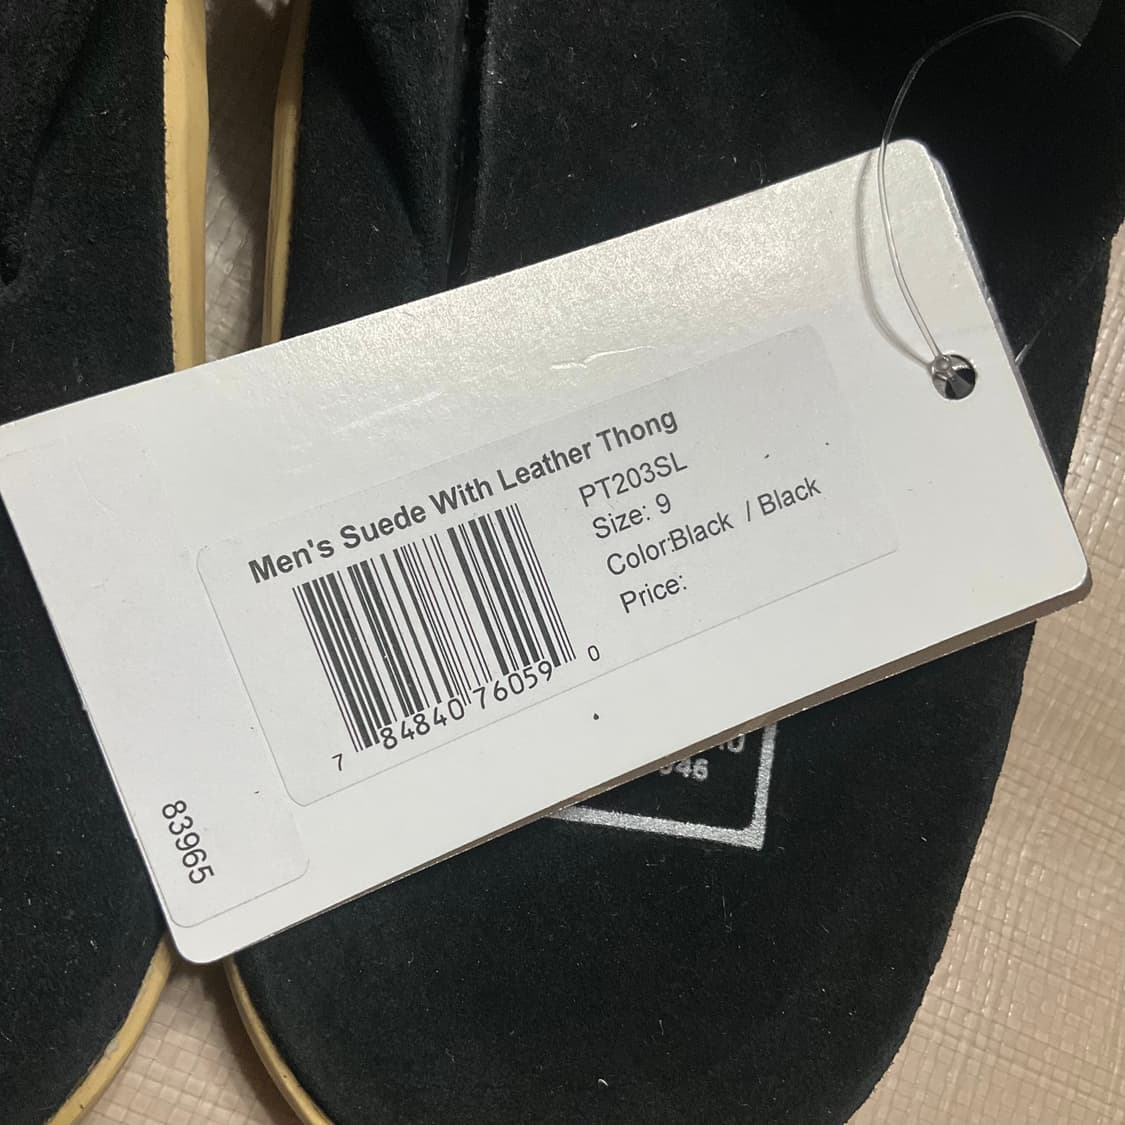 Men's Suede With Leather Thong
PT203SL
Size: 9
Color:Black / Black
Price:
7 84840 76059 0
83965